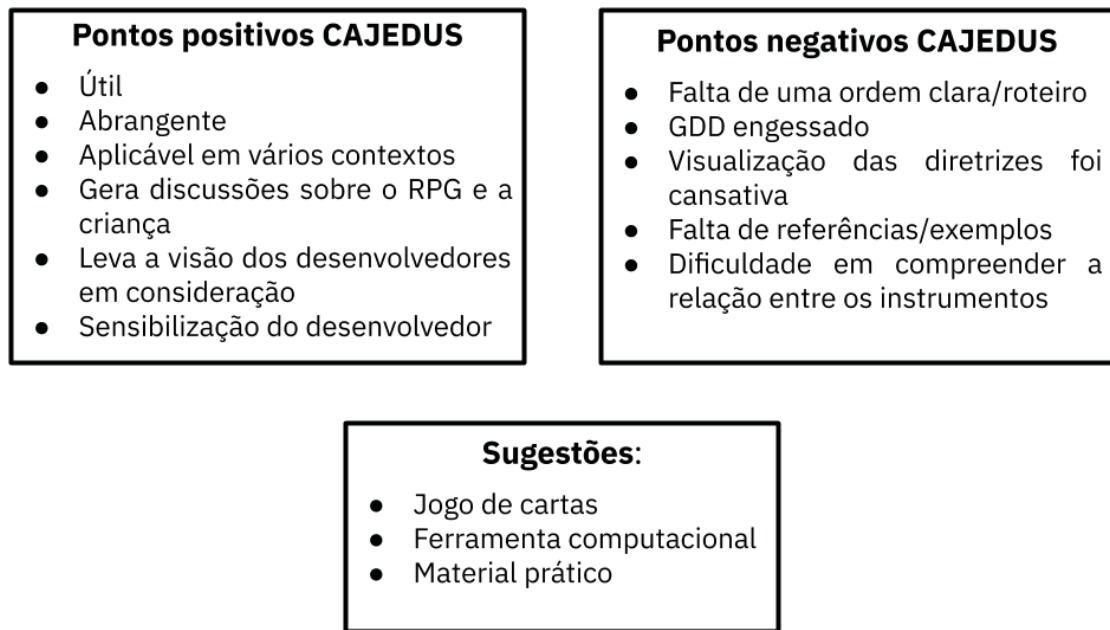 Pontos positivos CAJEDUS
● Útil
● Abrangente
● Aplicável em vários contextos
● Gera discussões sobre o RPG e a
criança
● Leva a visão dos desenvolvedores
em consideração
● Sensibilização do desenvolvedor
Pontos negativos CAJEDUS
● Falta de uma ordem clara/roteiro
● GDD engessado
● Visualização das diretrizes foi
cansativa
● Falta de referências/exemplos
● Dificuldade em compreender a
relação entre os instrumentos
Sugestões:
● Jogo de cartas
● Ferramenta computacional
● Material prático